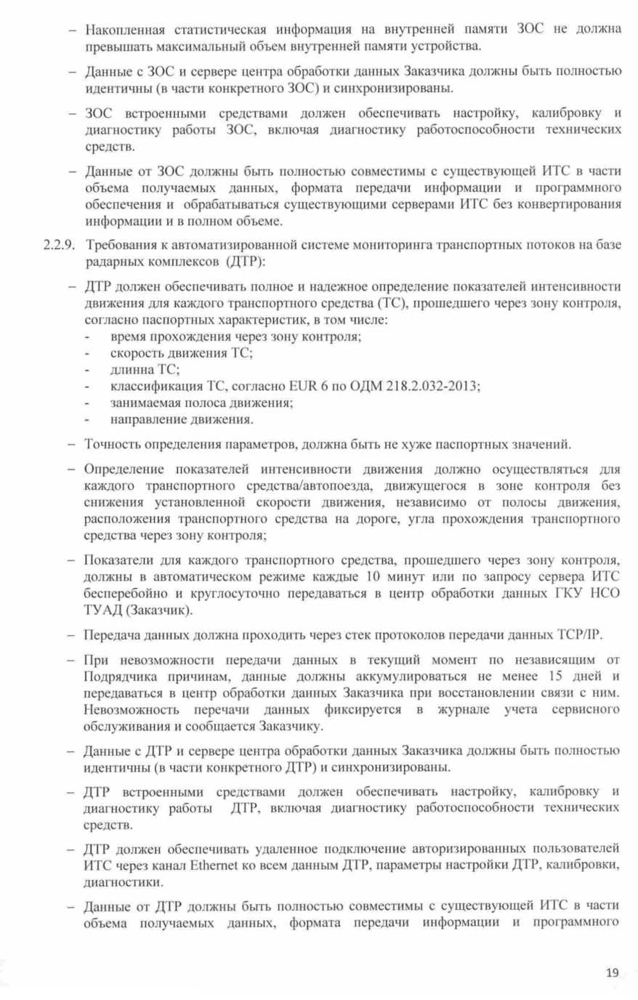 – Накопленная статистическая информация на внутренней памяти ЗОС не должна
превышать максимальный объем внутренней памяти устройства.
– Данные с ЗОС и сервере центра обработки данных Заказчика должны быть полностью
идентичны (в части конкретного ЗОС) и синхронизированы.
– ЗОС встроенными средствами должен обеспечивать настройку, калибровку и
диагностику работы ЗОС, включая диагностику работоспособности технических
средств.
– Данные от ЗОС должны быть полностью совместимы с существующей ИТС в части
объема получаемых данных, формата передачи информации и программного
обеспечения и обрабатываться существующими серверами ИТС без конвертирования
информации и в полном объеме.
2.2.9. Требования к автоматизированной системе мониторинга транспортных потоков на базе
радарных комплексов (ДТР):
– ДТР должен обеспечивать полное и надежное определение показателей интенсивности
движения для каждого транспортного средства (ТС), прошедшего через зону контроля,
согласно паспортных характеристик, в том числе:
- время прохождения через зону контроля;
- скорость движения ТС;
- длинна ТС;
- классификация ТС, согласно EUR 6 по ОДМ 218.2.032-2013;
- занимаемая полоса движения;
- направление движения.
– Точность определения параметров, должна быть не хуже паспортных значений.
– Определение показателей интенсивности движения должно осуществляться для
каждого транспортного средства/автопоезда, движущегося в зоне контроля без
снижения установленной скорости движения, независимо от полосы движения,
расположения транспортного средства на дороге, угла прохождения транспортного
средства через зону контроля;
– Показатели для каждого транспортного средства, прошедшего через зону контроля,
должны в автоматическом режиме каждые 10 минут или по запросу сервера ИТС
бесперебойно и круглосуточно передаваться в центр обработки данных ГКУ НСО
ТУАД (Заказчик).
– Передача данных должна проходить через стек протоколов передачи данных TCP/IP.
– При невозможности передачи данных в текущий момент по независящим от
Подрядчика причинам, данные должны аккумулироваться не менее 15 дней и
передаваться в центр обработки данных Заказчика при восстановлении связи с ним.
Невозможность перечачи данных фиксируется в журнале учета сервисного
обслуживания и сообщается Заказчику.
– Данные с ДТР и сервере центра обработки данных Заказчика должны быть полностью
идентичны (в части конкретного ДТР) и синхронизированы.
– ДТР встроенными средствами должен обеспечивать настройку, калибровку и
диагностику работы ДТР, включая диагностику работоспособности технических
средств.
– ДТР должен обеспечивать удаленное подключение авторизированных пользователей
ИТС через канал Ethernet ко всем данным ДТР, параметры настройки ДТР, калибровки,
диагностики.
– Данные от ДТР должны быть полностью совместимы с существующей ИТС в части
объема получаемых данных, формата передачи информации и программного
19